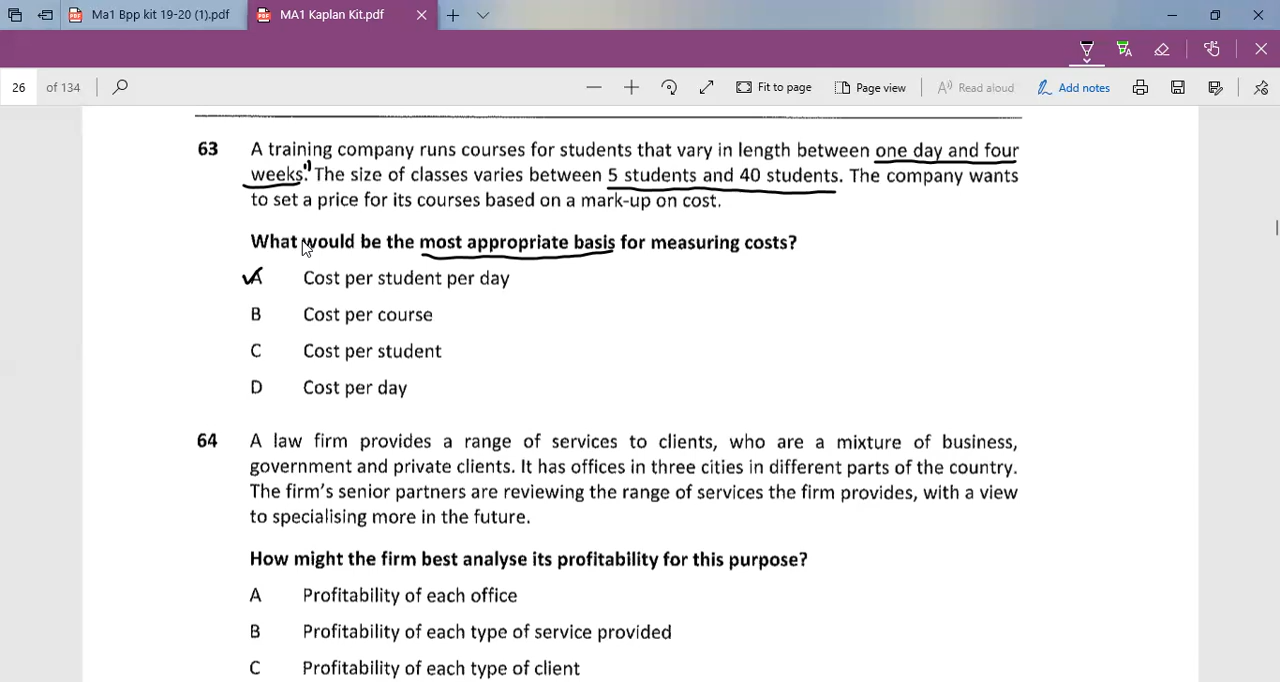 Ma1 Bpp kit 19-20 (1).pdf
MA1 Kaplan Kit.pdf
26 of 134
Fit to page
Page view
Read aloud
Add notes
63 A training company runs courses for students that vary in length between one day and four
weeks. The size of classes varies between 5 students and 40 students. The company wants
to set a price for its courses based on a mark-up on cost.
What would be the most appropriate basis for measuring costs?
A Cost per student per day
B Cost per course
C Cost per student
D Cost per day
64 A law firm provides a range of services to clients, who are a mixture of business,
government and private clients. It has offices in three cities in different parts of the country.
The firm's senior partners are reviewing the range of services the firm provides, with a view
to specialising more in the future.
How might the firm best analyse its profitability for this purpose?
A Profitability of each office
B Profitability of each type of service provided
C Profitability of each type of client